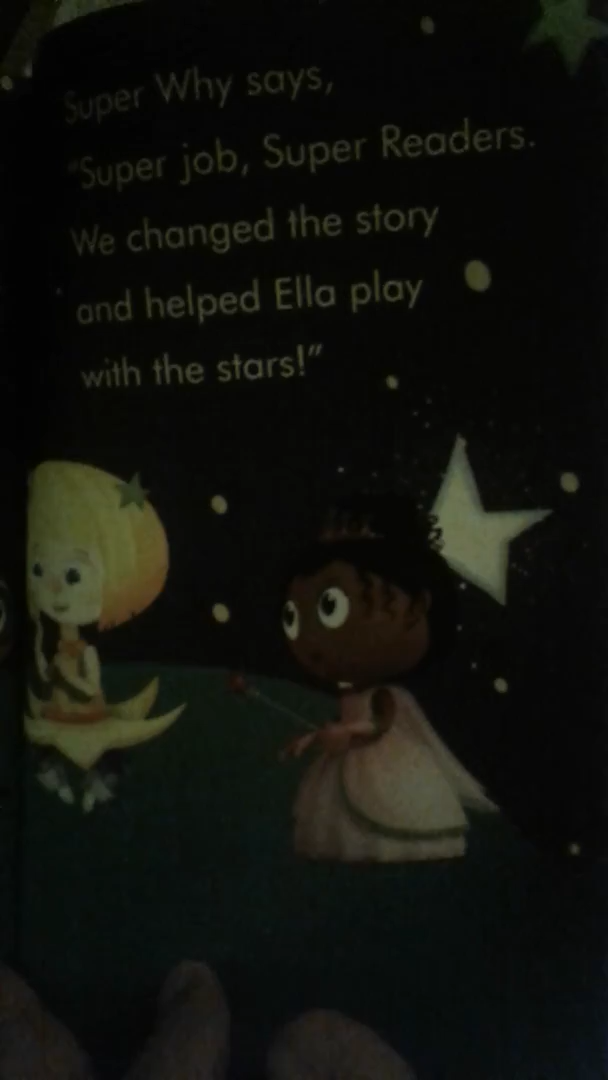 Super Why says,
"Super job, Super Readers.
We changed the story
and helped Ella play
with the stars!"